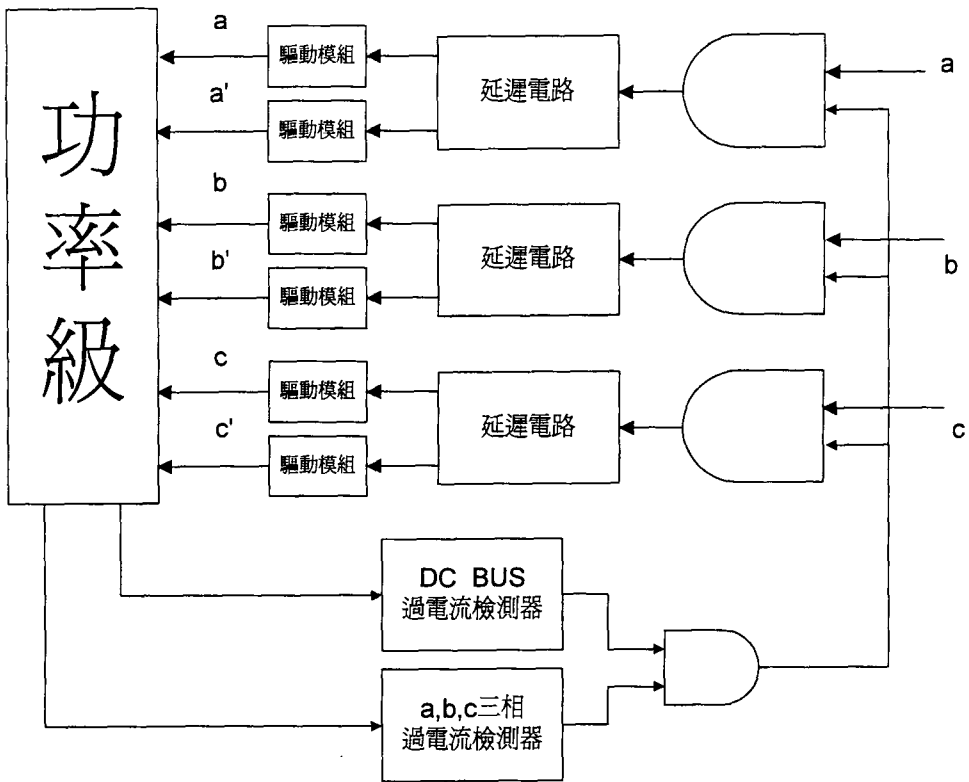 功
率
級
a
驅動模組
延遲電路
a
a'
驅動模組
b
驅動模組
延遲電路
b
b'
驅動模組
c
驅動模組
延遲電路
c
c'
驅動模組
DC BUS
過電流檢測器
a,b,c三相
過電流檢測器